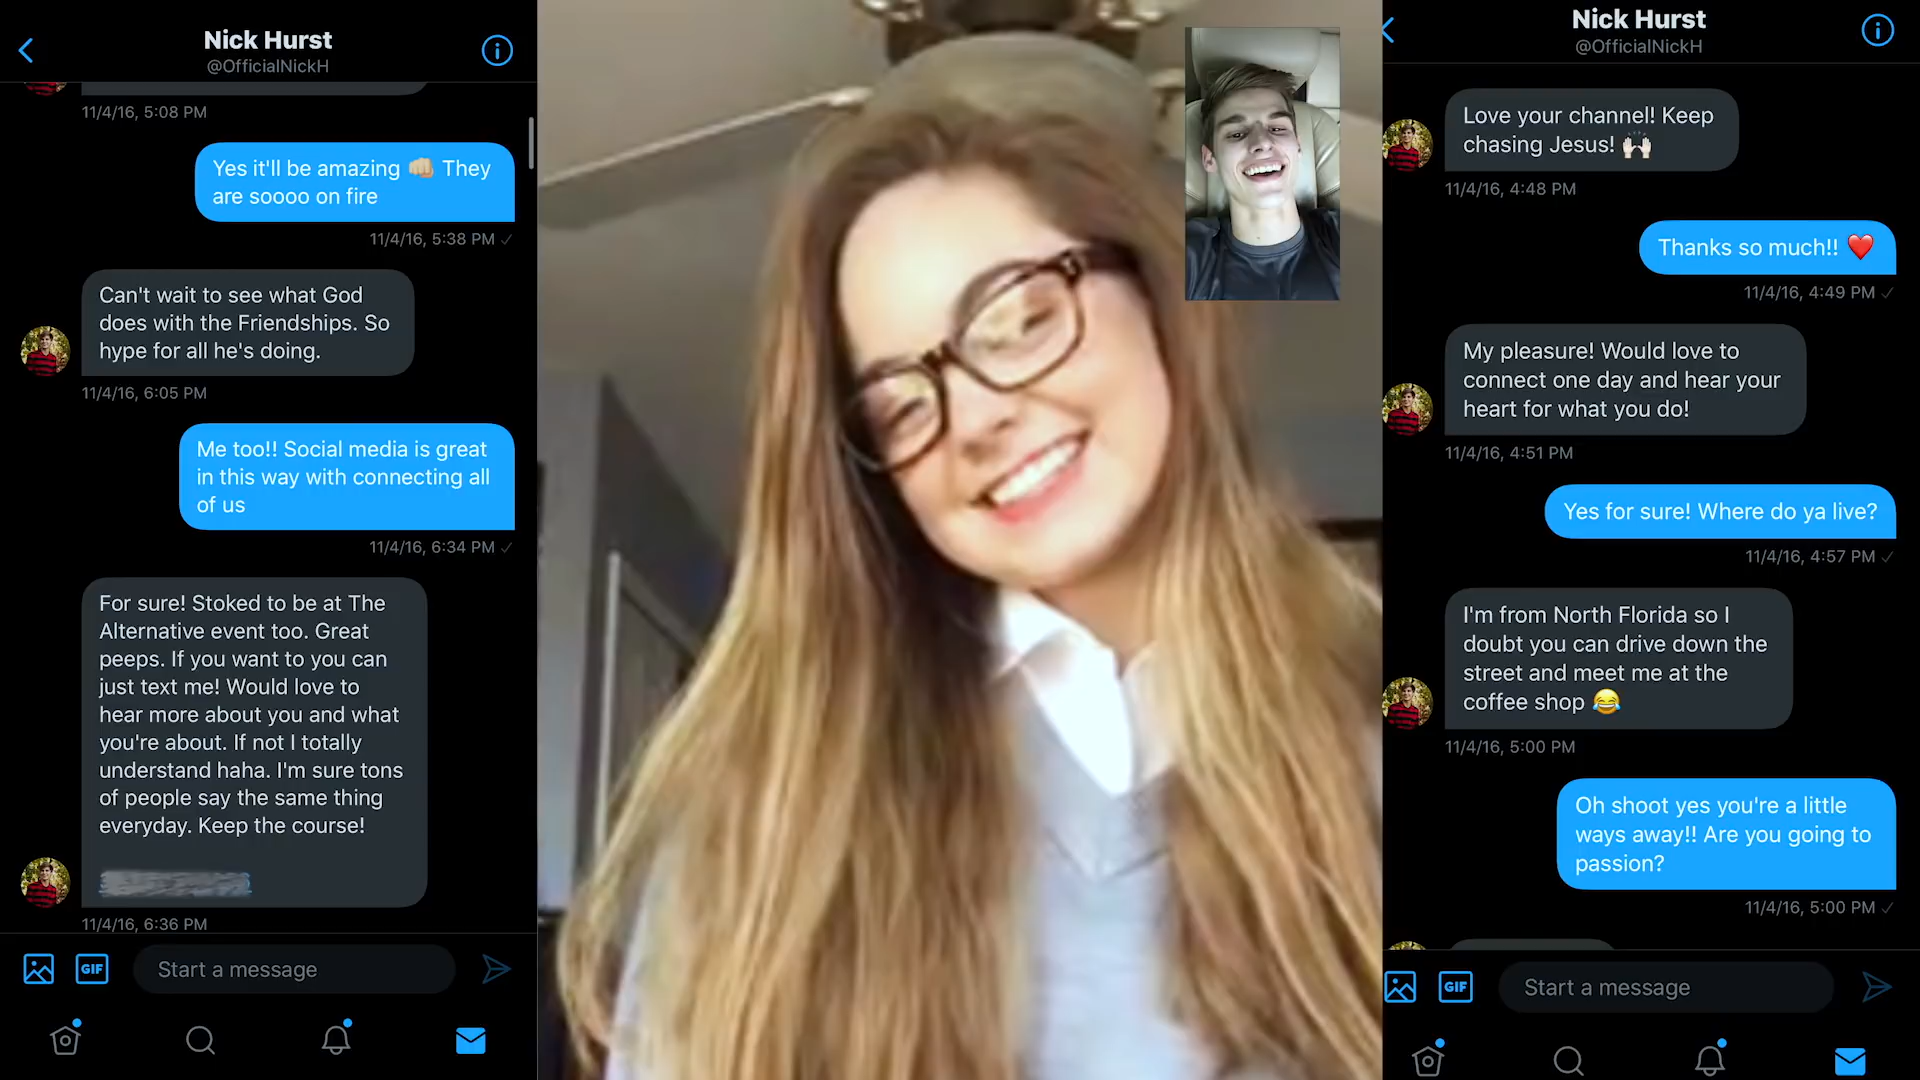 Nick Hurst
@OfficialNickH
11/4/16, 5:08 PM
Yes it'll be amazing 👊🏼 They
are soooo on fire
11/4/16, 5:38 PM ✓
Can't wait to see what God
does with the Friendships. So
hype for all he's doing.
11/4/16, 6:05 PM
Me too!! Social media is great
in this way with connecting all
of us
11/4/16, 6:34 PM ✓
For sure! Stoked to be at The
Alternative event too. Great
peeps. If you want to you can
just text me! Would love to
hear more about you and what
you're about. If not I totally
understand haha. I'm sure tons
of people say the same thing
everyday. Keep the course!
11/4/16, 6:36 PM
GIF
Start a message
Nick Hurst
@OfficialNickH
Love your channel! Keep
chasing Jesus! 🙌🏻
11/4/16, 4:48 PM
Thanks so much!! ❤️
11/4/16, 4:49 PM ✓
My pleasure! Would love to
connect one day and hear your
heart for what you do!
11/4/16, 4:51 PM
Yes for sure! Where do ya live?
11/4/16, 4:57 PM ✓
I'm from North Florida so I
doubt you can drive down the
street and meet me at the
coffee shop 😂
11/4/16, 5:00 PM
Oh shoot yes you're a little
ways away!! Are you going to
passion?
11/4/16, 5:00 PM ✓
GIF
Start a message